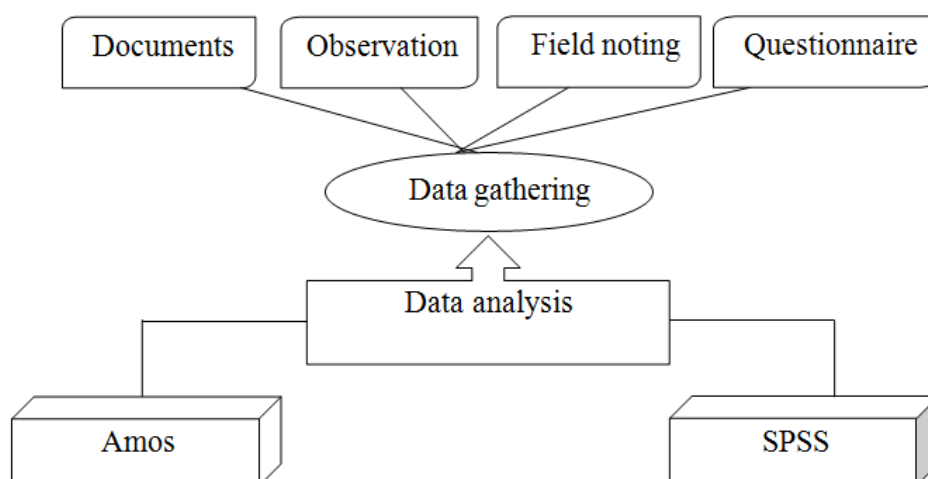 Documents
Observation
Field noting
Questionnaire
Data gathering
Data analysis
Amos
SPSS